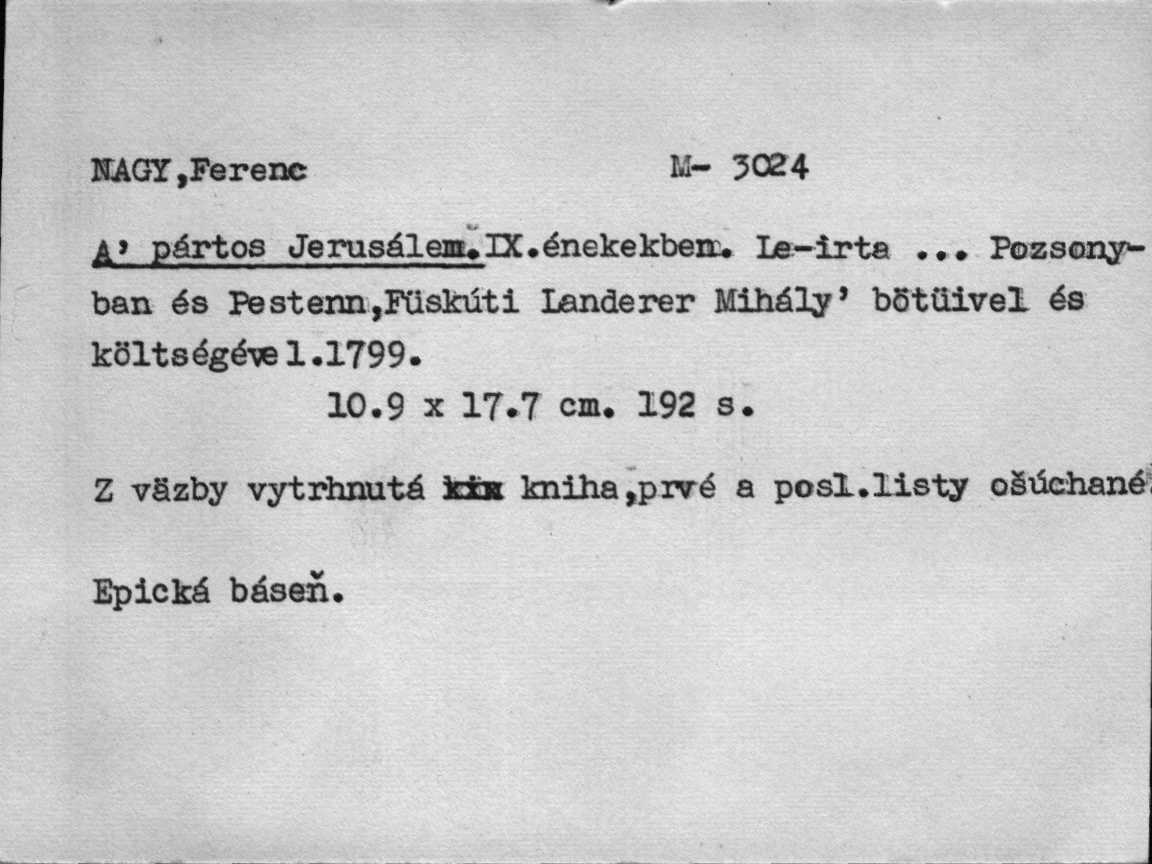 NAGY,Ferenc M- 3024
A' pártos Jerusálem.IX.énekekben. Le-irta ... Pozsony-
ban és Pestenn,Füskúti Landerer Mihály' bötüivel és
költségével.1799.
10.9 x 17.7 cm. 192 s.
Z väzby vytrhnutá kniha,prvé a posl.listy ošúchané.
Epická báseň.